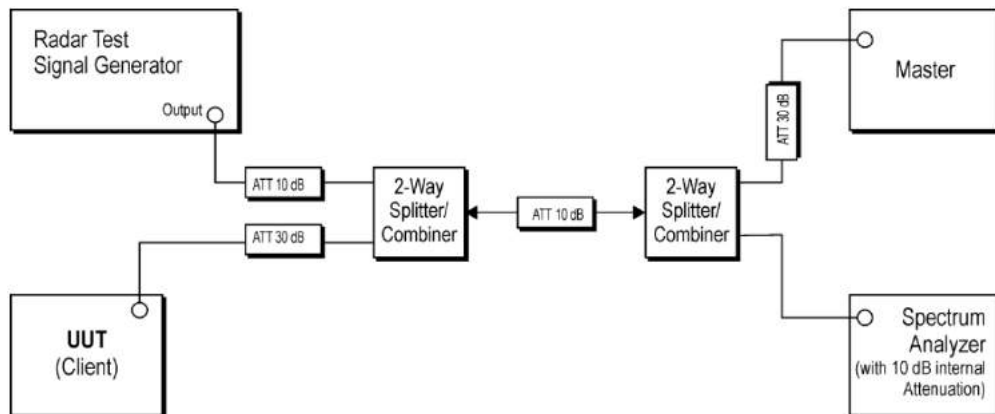 Radar Test
Signal Generator
Output
ATT 10 dB
ATT 30 dB
2-Way
Splitter/
Combiner
ATT 10 dB
2-Way
Splitter/
Combiner
ATT 30 dB
Master
UUT
(Client)
Spectrum
Analyzer
(with 10 dB internal
Attenuation)